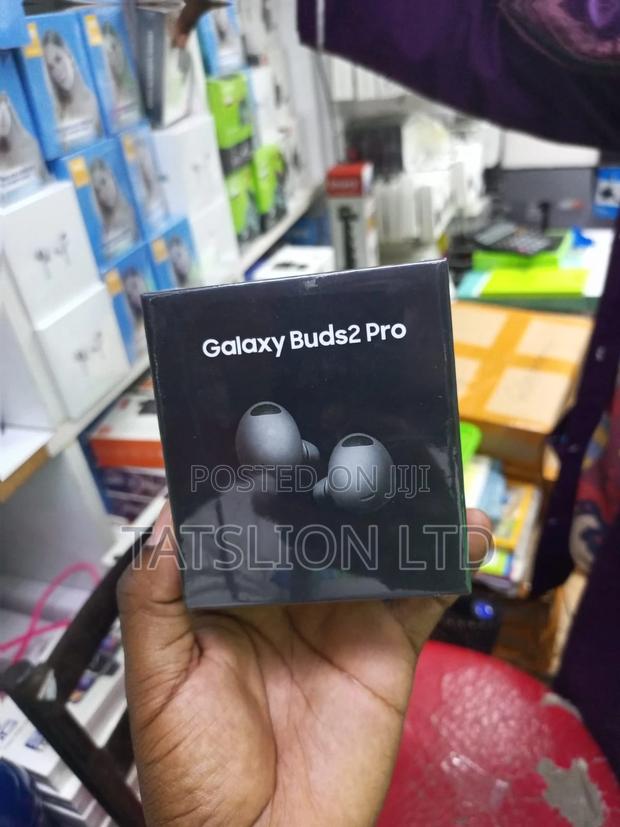 Galaxy Buds2 Pro
POSTED ON JIJI
TATSLION LTD